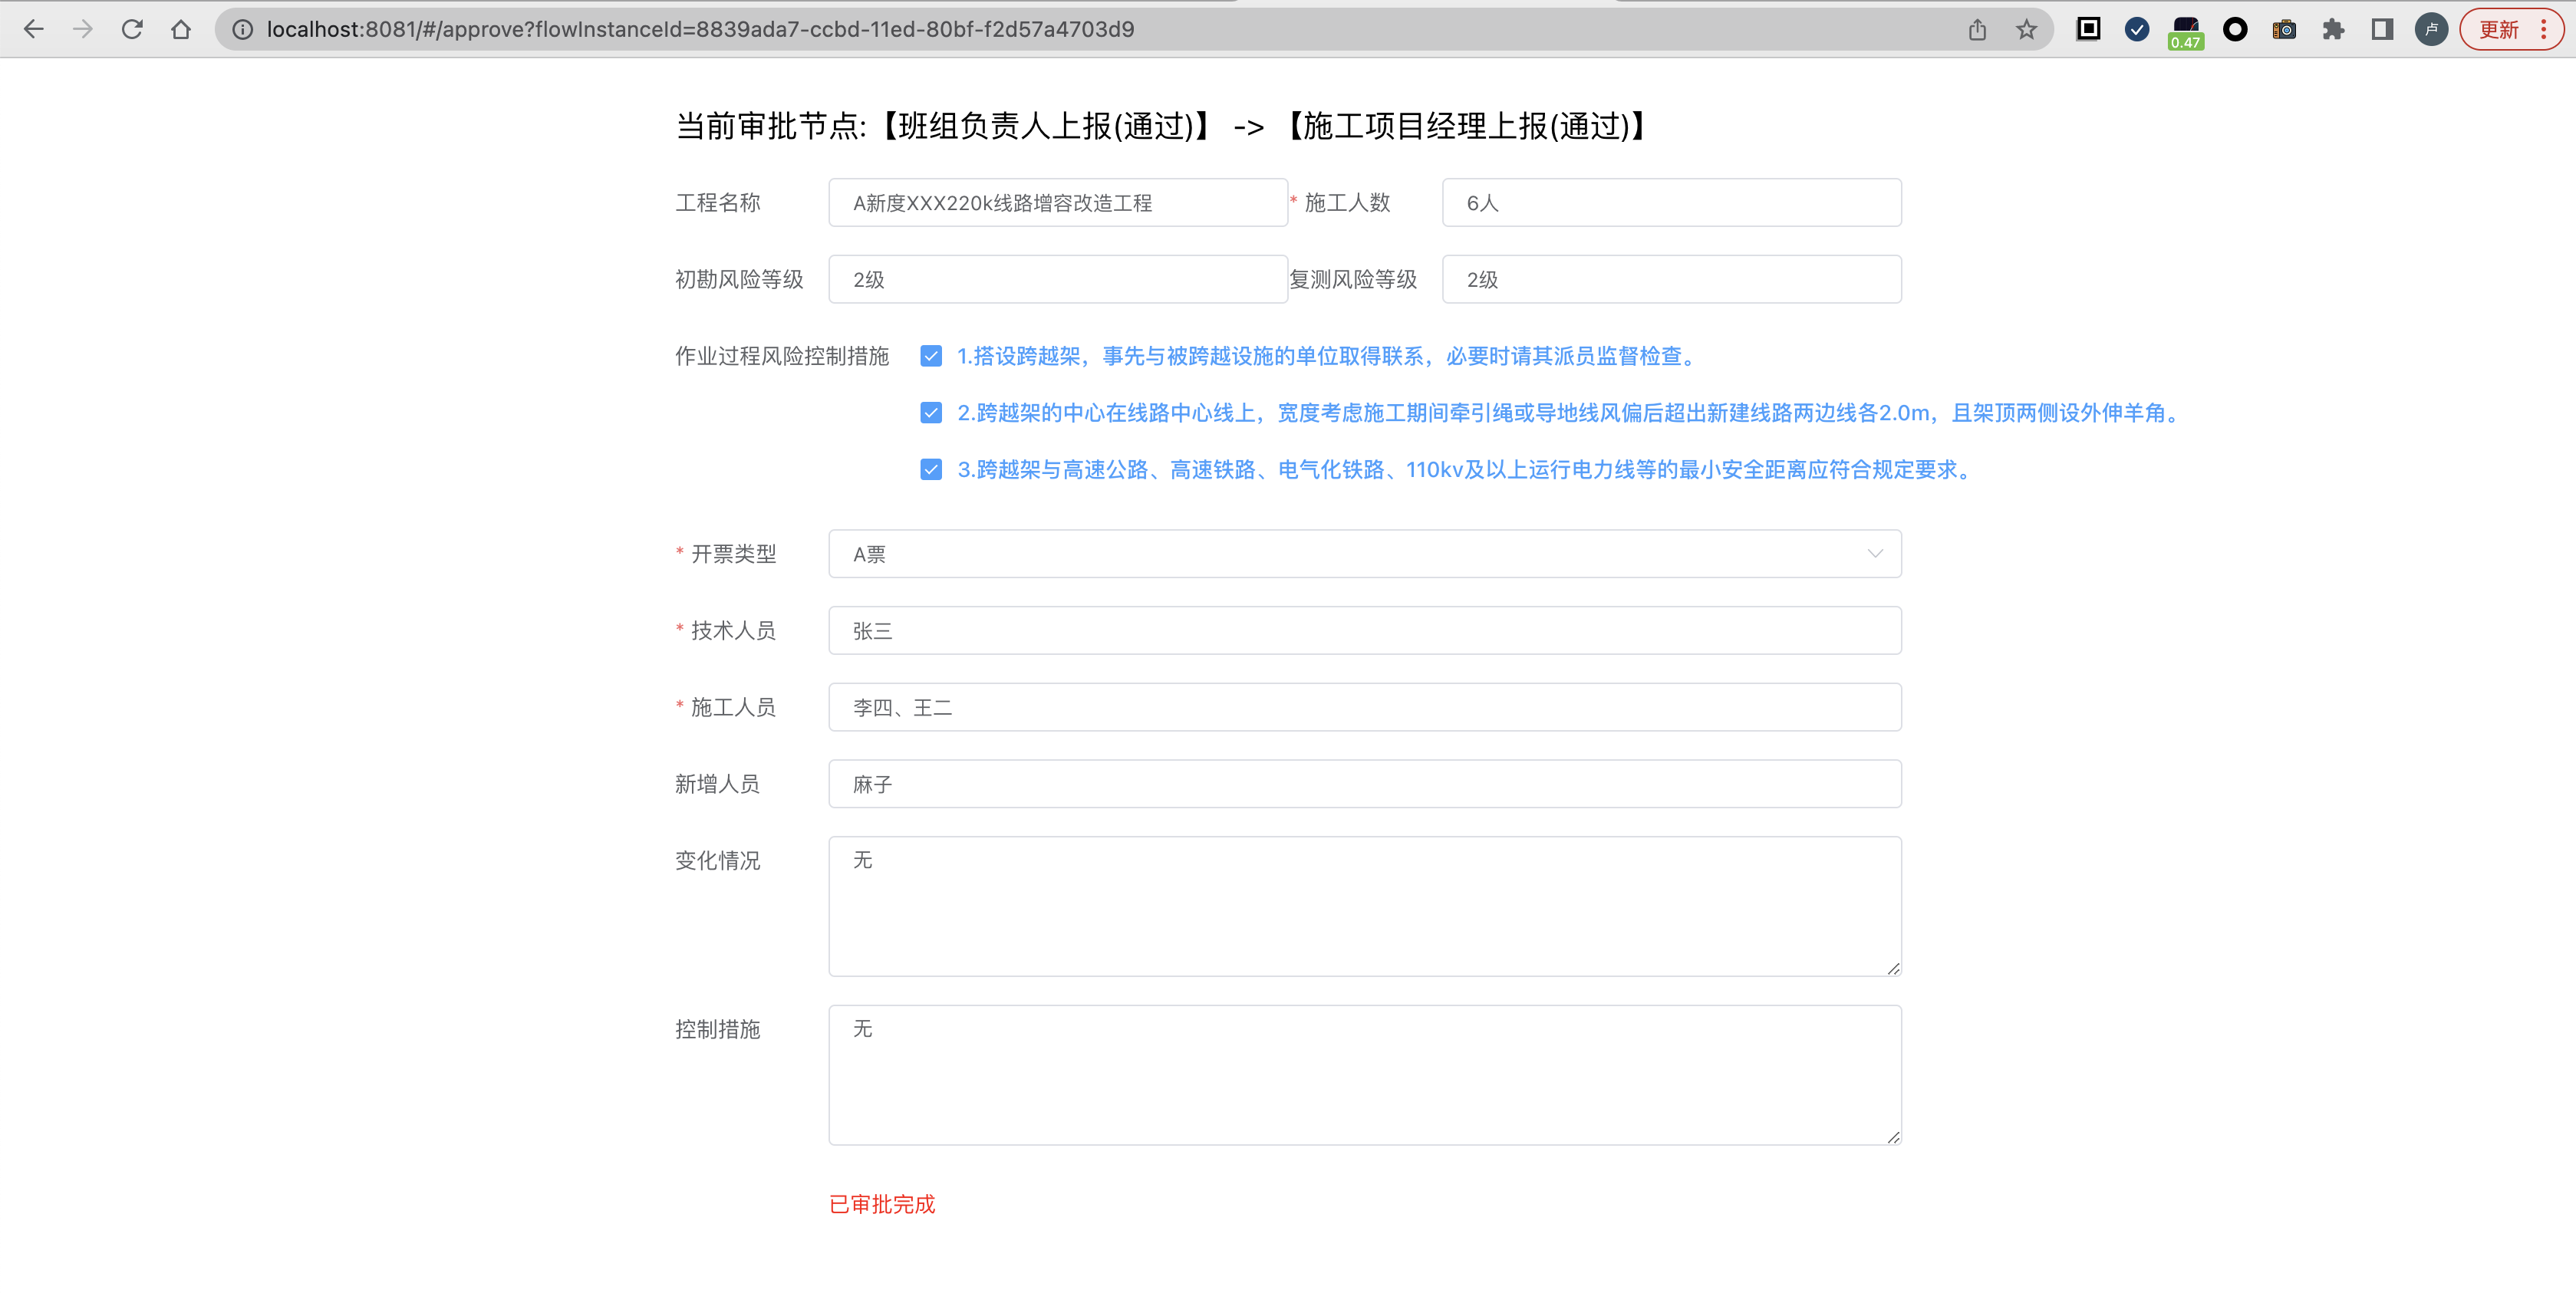 localhost:8081/#/approve?flowInstanceId=8839ada7-ccbd-11ed-80bf-f2d57a4703d9
0.47
卢
更新
当前审批节点:【班组负责人上报(通过)】 -> 【施工项目经理上报(通过)】
工程名称 A新度XXX220k线路增容改造工程 * 施工人数 6人
初勘风险等级 2级 复测风险等级 2级
作业过程风险控制措施 1.搭设跨越架，事先与被跨越设施的单位取得联系，必要时请其派员监督检查。
2.跨越架的中心在线路中心线上，宽度考虑施工期间牵引绳或导地线风偏后超出新建线路两边线各2.0m，且架顶两侧设外伸羊角。
3.跨越架与高速公路、高速铁路、电气化铁路、110kv及以上运行电力线等的最小安全距离应符合规定要求。
* 开票类型 A票
* 技术人员 张三
* 施工人员 李四、王二
新增人员 麻子
变化情况 无
控制措施 无
已审批完成